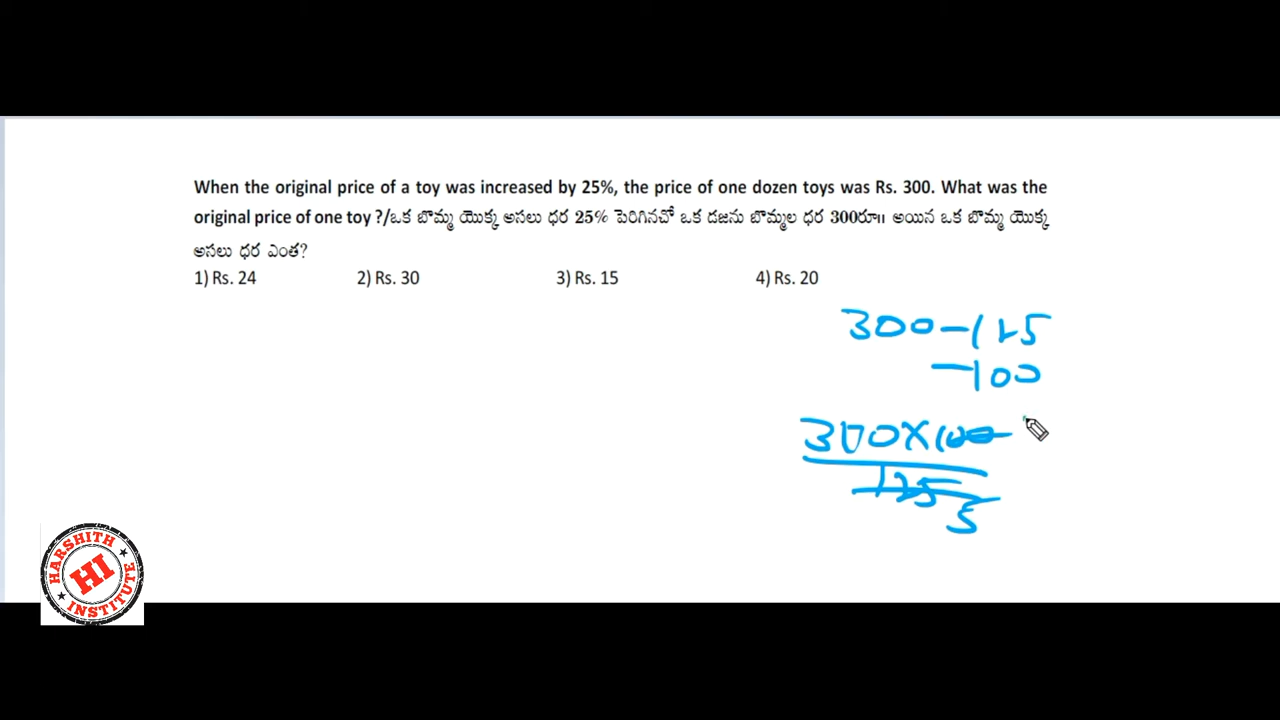 When the original price of a toy was increased by 25%, the price of one dozen toys was Rs. 300. What was the
original price of one toy ?/ఒక బొమ్మ యొక్క అసలు ధర 25% పెరిగినచో ఒక డజను బొమ్మల ధర 300రూ॥ అయిన ఒక బొమ్మ యొక్క
అసలు ధర ఎంత?
1) Rs. 24 2) Rs. 30 3) Rs. 15 4) Rs. 20
300-125
-100
300×100
125
5
HARSHITH
HI
INSTITUTE